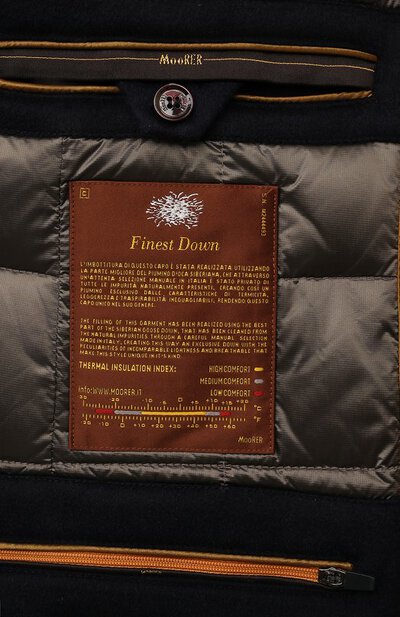 MOORER
C
S. N.
Finest Down
L'IMBOTTITURA DI QUESTO CAPO È STATA REALIZZATA UTILIZZANDO
LA PARTE MIGLIORE DEL PIUMINO D'OCA SIBERIANA, CHE ATTRAVERSO
UN'ATTENTA SELEZIONE MANUALE IN ITALIA È STATO PRIVATO DI
TUTTE LE IMPURITÀ NATURALMENTE PRESENTI, CREANDO COSÌ UN
PIUMINO ESCLUSIVO DALLE CARATTERISTICHE DI TERMICITÀ,
LEGGEREZZA E TRASPIRABILITÀ INEGUAGLIABILI, RENDENDO QUESTO
CAPO UNICO NEL SUO GENERE.
THE FILLING OF THIS GARMENT HAS BEEN REALIZED USING THE BEST
PART OF THE SIBERIAN GOOSE DOWN, THAT HAS BEEN CLEANED FROM
THE NATURAL IMPURITIES THROUGH A CAREFUL MANUAL SELECTION
MADE IN ITALY, CREATING THIS WAY AN EXCLUSIVE DOWN WITH THE
PECULIARITIES OF INCOMPARABLE LIGHTNESS AND BREATHABLE THAT
MAKE THIS STYLE UNIQUE IN IT'S KIND.
THERMAL INSULATION INDEX:
HIGH COMFORT
MEDIUM COMFORT
info:WWW.MOORER.IT
LOW COMFORT
°C
°F
MOORER